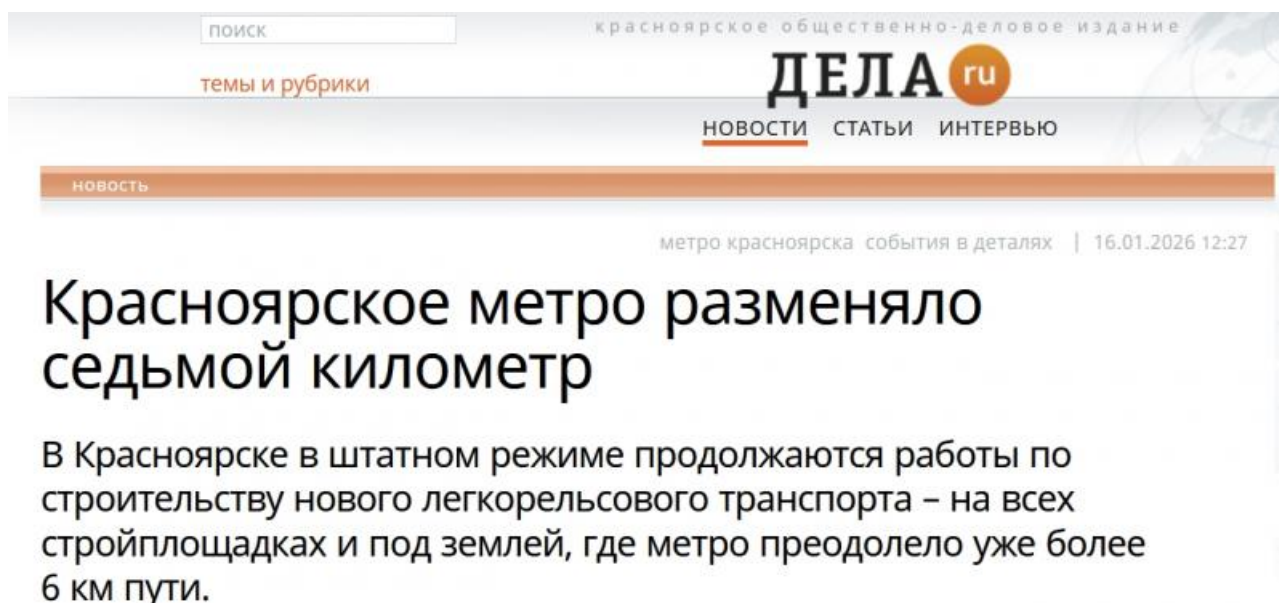 поиск
красноярское общественно-деловое издание
темы и рубрики
ДЕЛА ru
НОВОСТИ СТАТЬИ ИНТЕРВЬЮ
новость
метро красноярска события в деталях | 16.01.2026 12:27
Красноярское метро разменяло
седьмой километр
В Красноярске в штатном режиме продолжаются работы по
строительству нового легкорельсового транспорта – на всех
стройплощадках и под землей, где метро преодолело уже более
6 км пути.